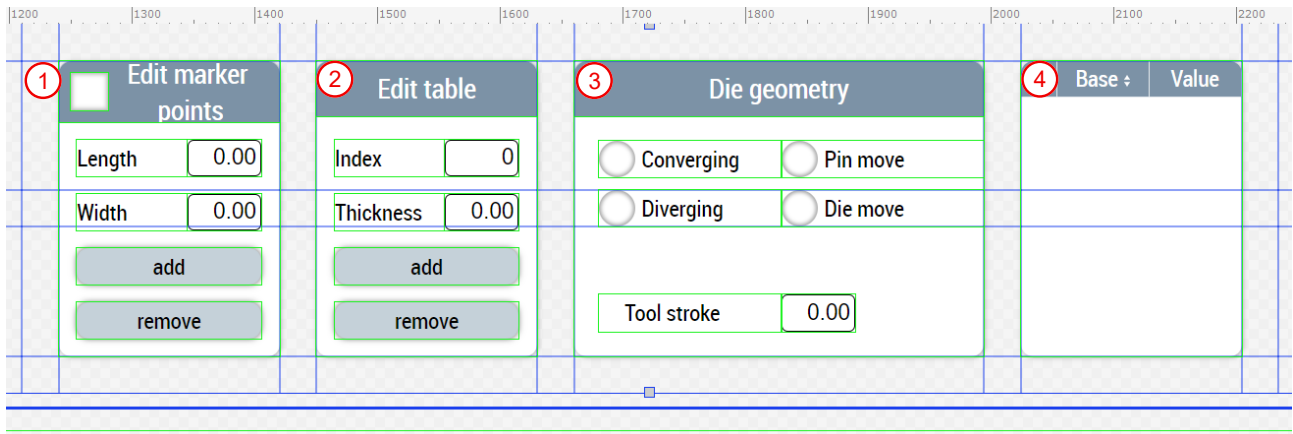 1200 1300 1400 1500 1600 1700 1800 1900 2000 2100 2200
1 Edit marker points
Length 0.00
Width 0.00
add
remove
2 Edit table
Index 0
Thickness 0.00
add
remove
3 Die geometry
Converging Pin move
Diverging Die move
Tool stroke 0.00
4 Base Value